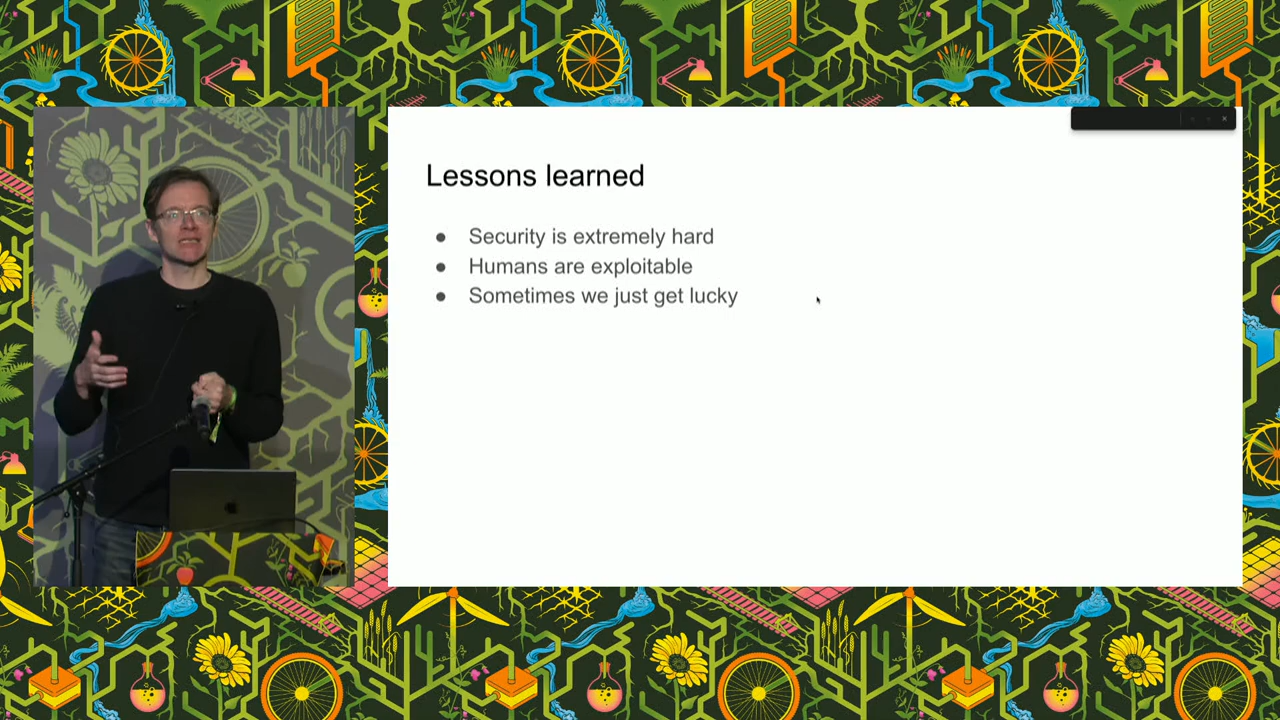 Lessons learned
● Security is extremely hard
● Humans are exploitable
● Sometimes we just get lucky